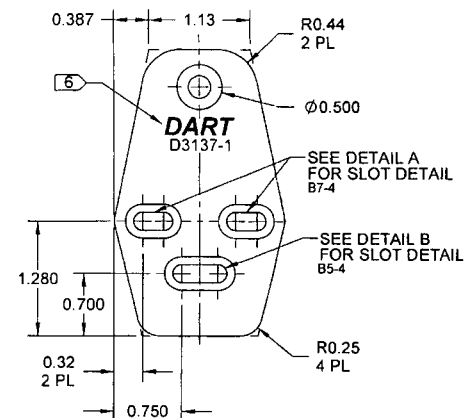 0.387
1.13
R0.44
2 PL
6
Ø0.500
DART
D3137-1
SEE DETAIL A
FOR SLOT DETAIL
B7-4
SEE DETAIL B
FOR SLOT DETAIL
B5-4
1.280
0.700
R0.25
4 PL
0.32
2 PL
0.750